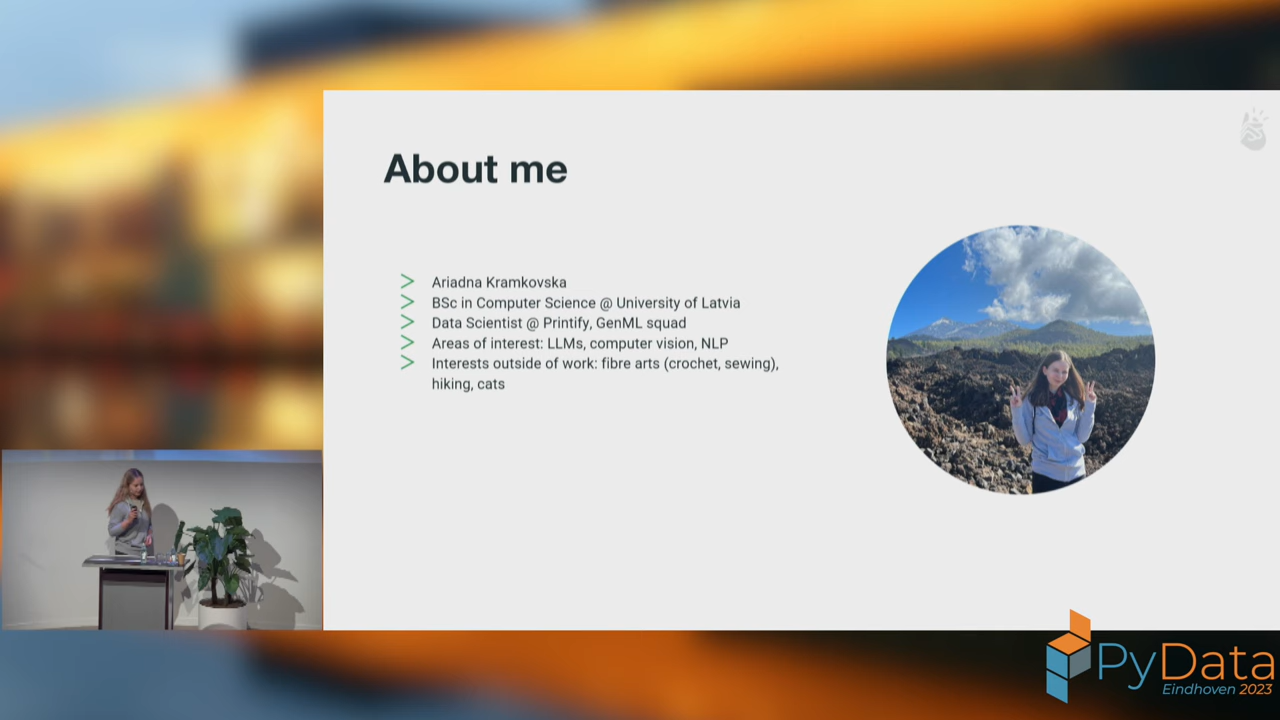 About me
> Ariadna Kramkovska
> BSc in Computer Science @ University of Latvia
> Data Scientist @ Printify, GenML squad
> Areas of interest: LLMs, computer vision, NLP
> Interests outside of work: fibre arts (crochet, sewing),
hiking, cats
PyData
Eindhoven 2023